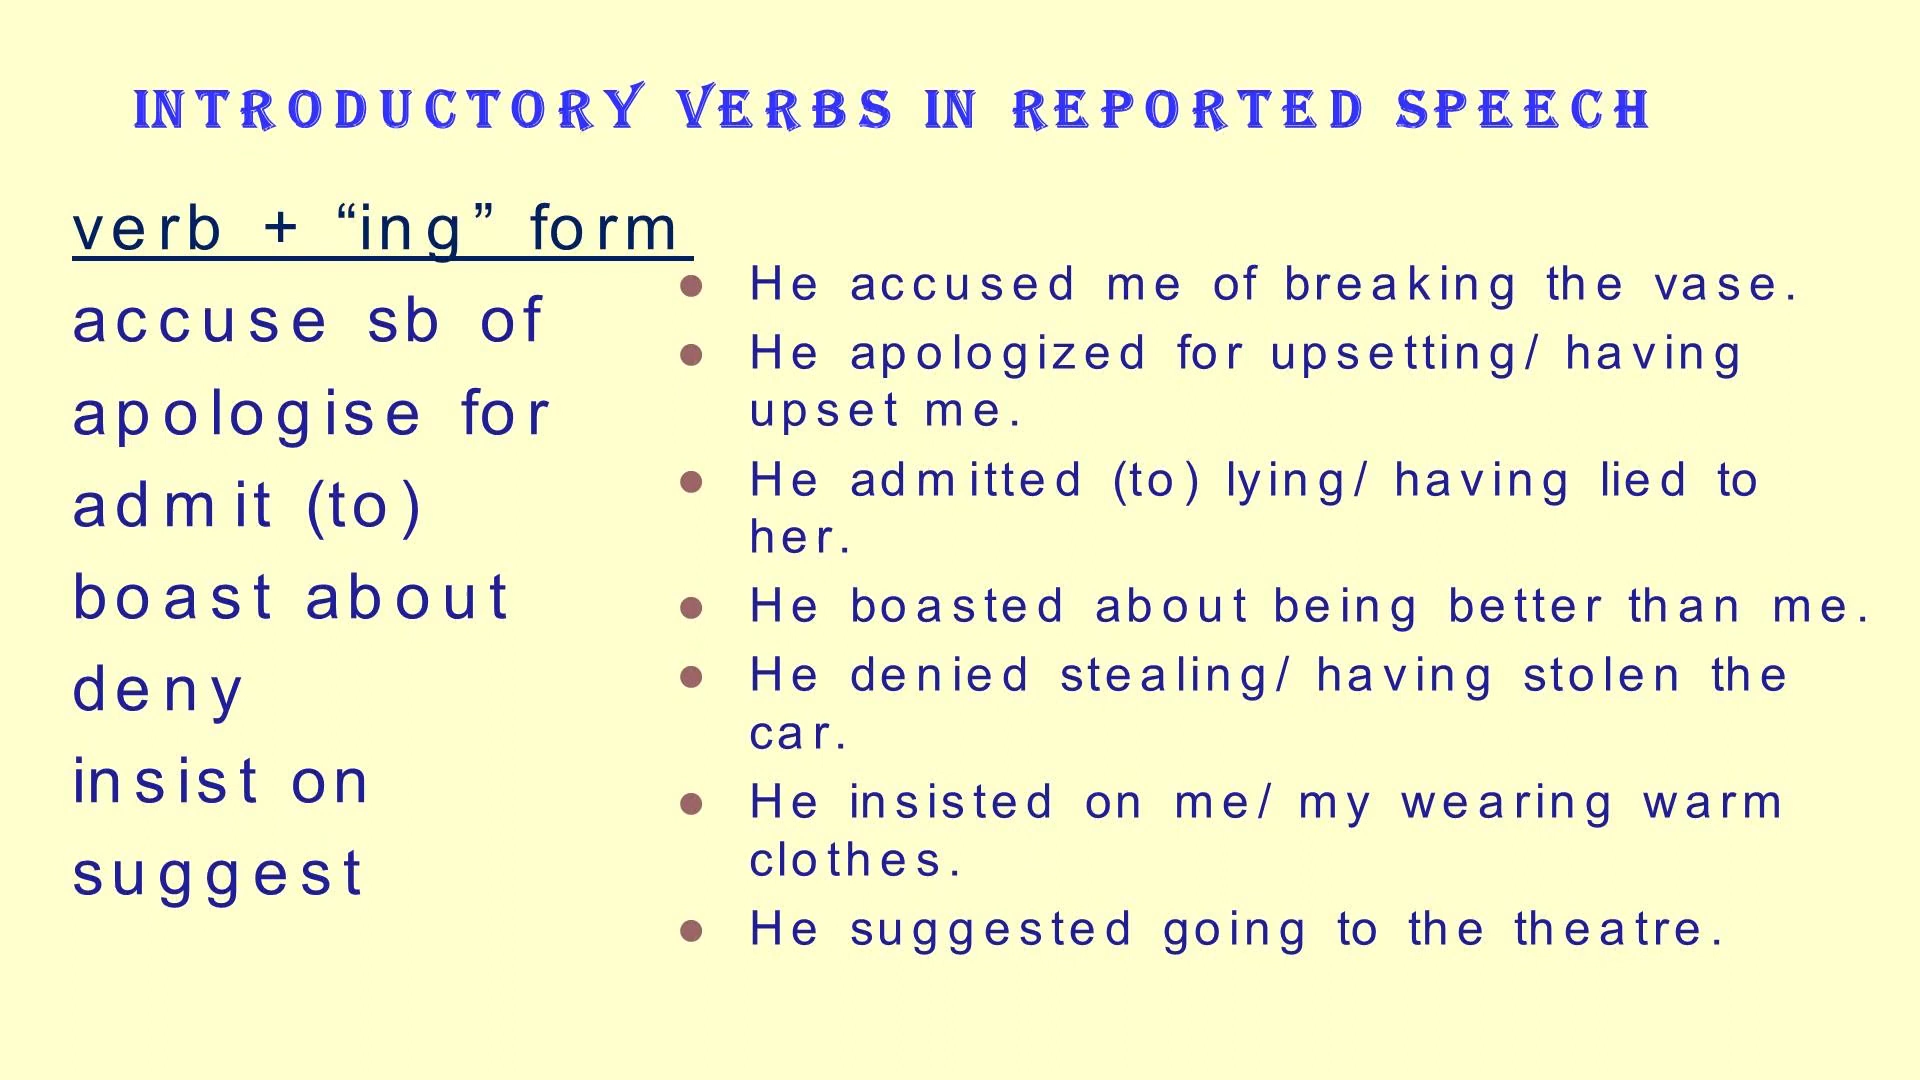 INTRODUCTORY VERBS IN REPORTED SPEECH
verb + “ing” form
accuse sb of
apologise for
admit (to)
boast about
deny
insist on
suggest
● He accused me of breaking the vase.
● He apologized for upsetting/ having
upset me.
● He admitted (to) lying/ having lied to
her.
● He boasted about being better than me.
● He denied stealing/ having stolen the
car.
● He insisted on me/ my wearing warm
clothes.
● He suggested going to the theatre.